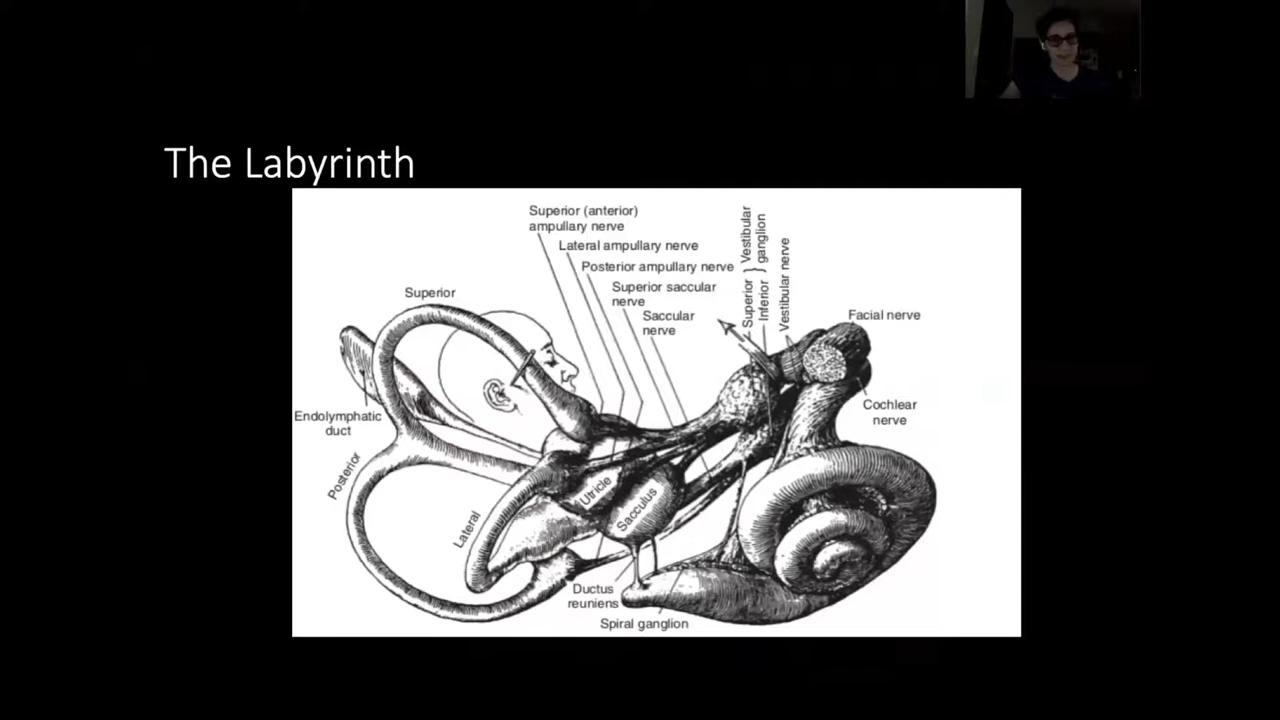 The Labyrinth
Superior (anterior)
ampullary nerve
Lateral ampullary nerve
Posterior ampullary nerve
Superior saccular
nerve
Saccular
nerve
Superior
Inferior
} Vestibular
ganglion
Vestibular nerve
Facial nerve
Superior
Cochlear
nerve
Endolymphatic
duct
Posterior
Lateral
Utricle
Sacculus
Ductus
reuniens
Spiral ganglion